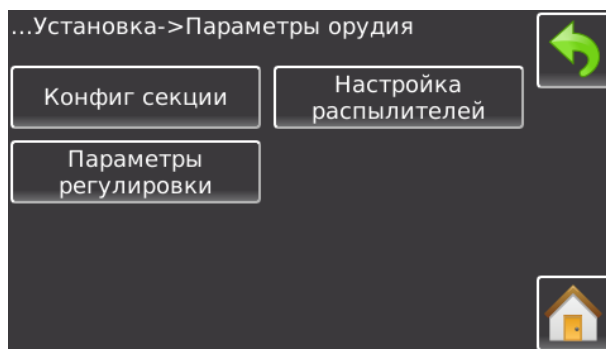 ...Установка->Параметры орудия
Конфиг секции
Настройка
распылителей
Параметры
регулировки